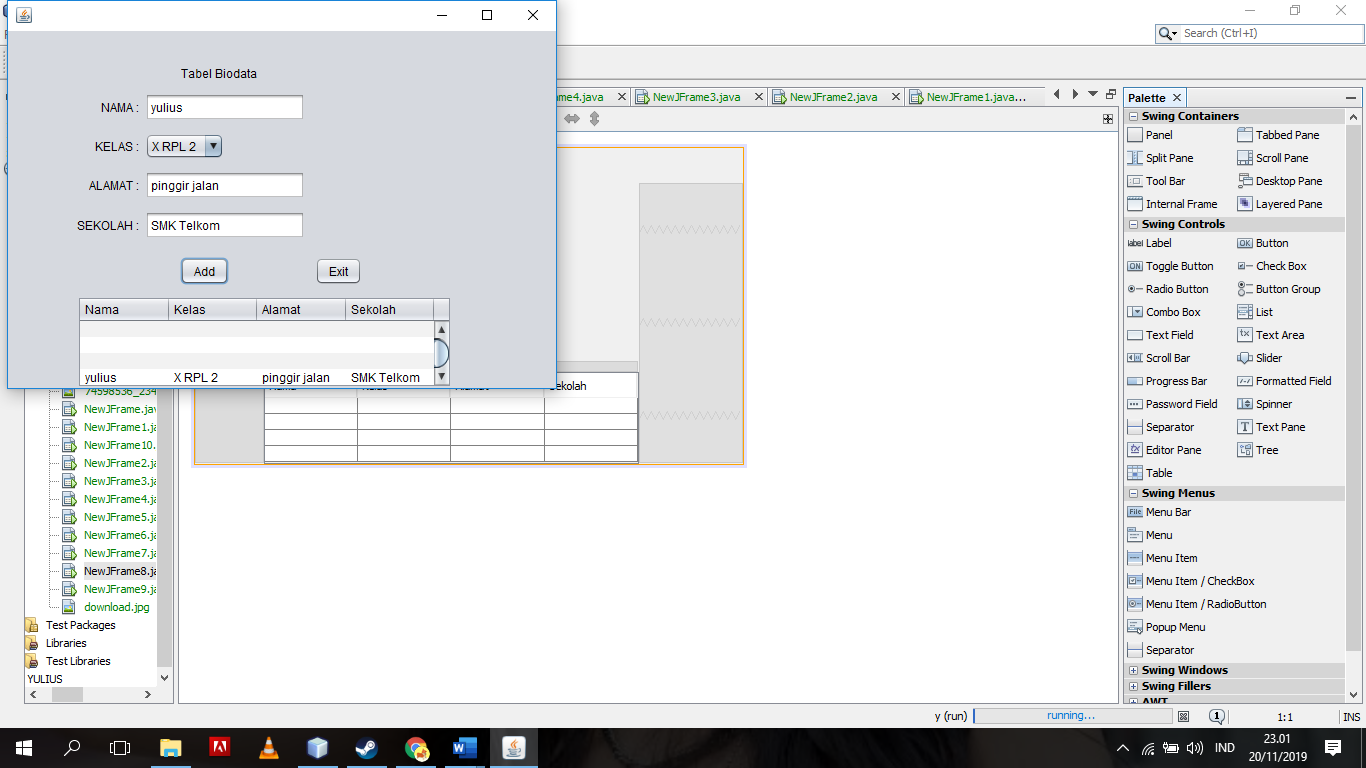 Tabel Biodata
NAMA : yulius
KELAS : X RPL 2
ALAMAT : pinggir jalan
SEKOLAH : SMK Telkom
Add Exit
Nama Kelas Alamat Sekolah
yulius X RPL 2 pinggir jalan SMK Telkom
Search (Ctrl+I)
me4.java NewJFrame3.java NewJFrame2.java NewJFrame1.java...
Sekolah
NewJFrame.jav
NewJFrame1.ja
NewJFrame10.
NewJFrame2.ja
NewJFrame3.ja
NewJFrame4.ja
NewJFrame5.ja
NewJFrame6.ja
NewJFrame7.ja
NewJFrame8.ja
NewJFrame9.ja
download.jpg
Test Packages
Libraries
Test Libraries
YULIUS
Palette
Swing Containers
Panel Tabbed Pane
Split Pane Scroll Pane
Tool Bar Desktop Pane
Internal Frame Layered Pane
Swing Controls
label Label OK Button
ON Toggle Button Check Box
Radio Button Button Group
Combo Box List
Text Field Text Area
Scroll Bar Slider
Progress Bar Formatted Field
Password Field Spinner
Separator Text Pane
Editor Pane Tree
Table
Swing Menus
File Menu Bar
Menu
Menu Item
Menu Item / CheckBox
Menu Item / RadioButton
Popup Menu
Separator
Swing Windows
Swing Fillers
AWT
y (run) running... 1 1:1 INS
IND 23.01
20/11/2019